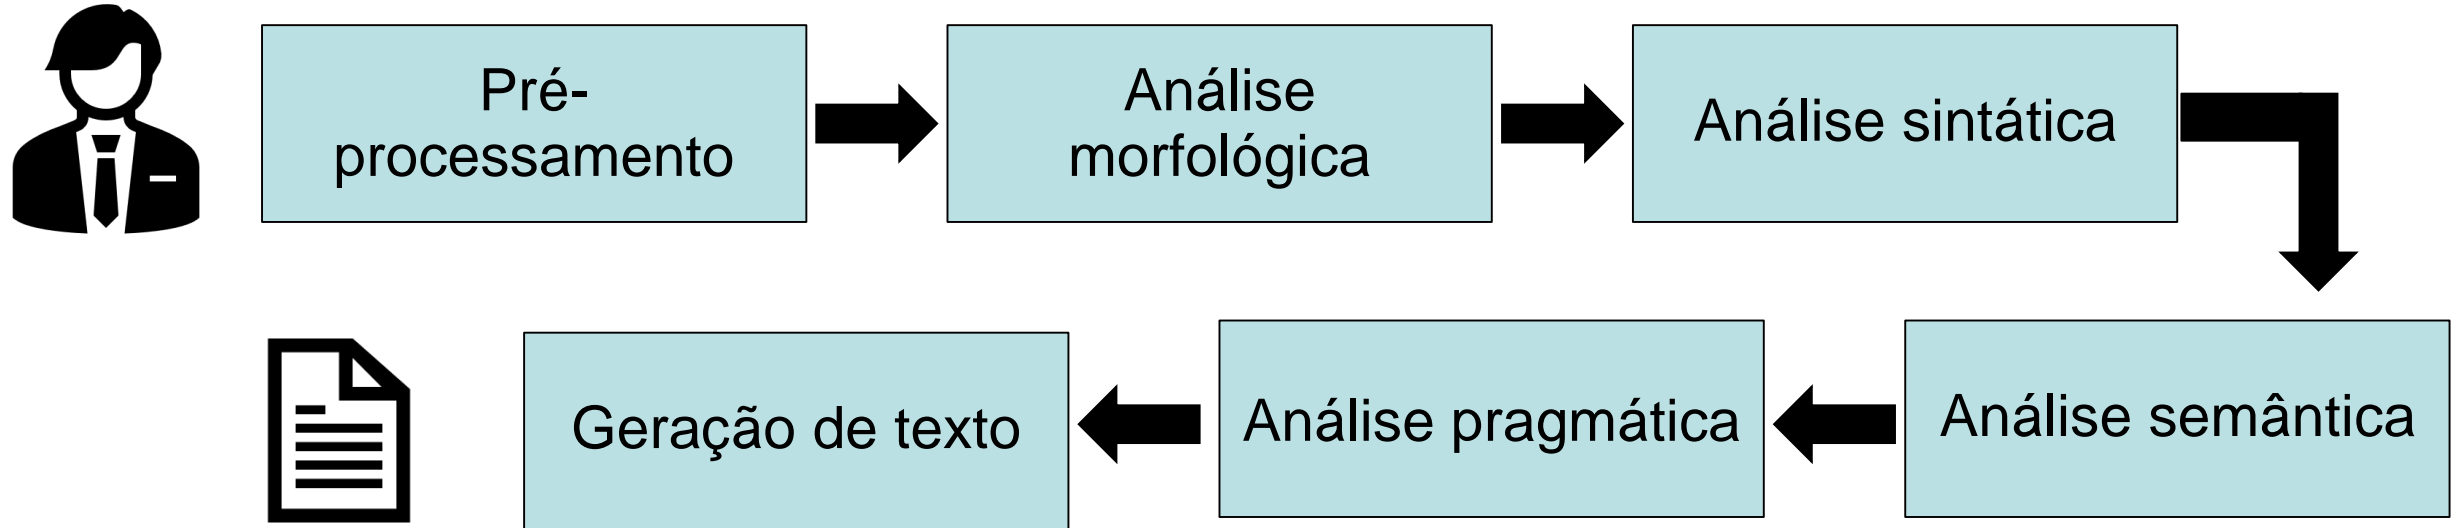 Pré-
processamento
Análise
morfológica
Análise sintática
Análise semântica
Análise pragmática
Geração de texto